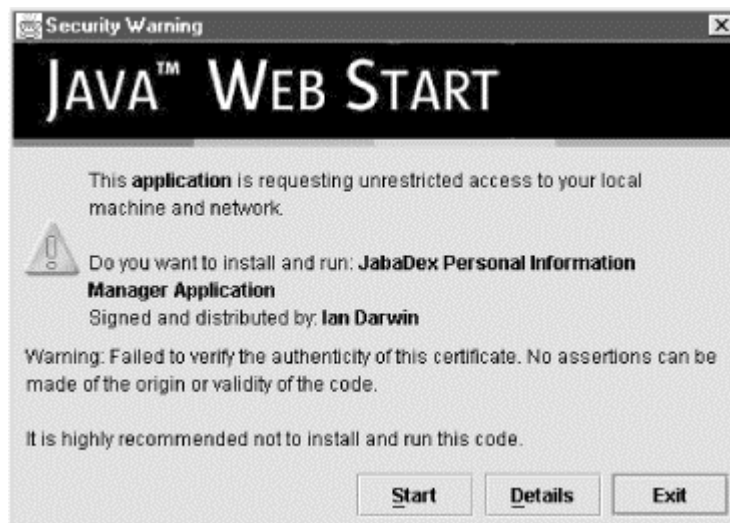 Security Warning
JAVA™ WEB START
This application is requesting unrestricted access to your local
machine and network.
Do you want to install and run: JabaDex Personal Information
Manager Application
Signed and distributed by: Ian Darwin
Warning: Failed to verify the authenticity of this certificate. No assertions can be
made of the origin or validity of the code.
It is highly recommended not to install and run this code.
Start Details Exit